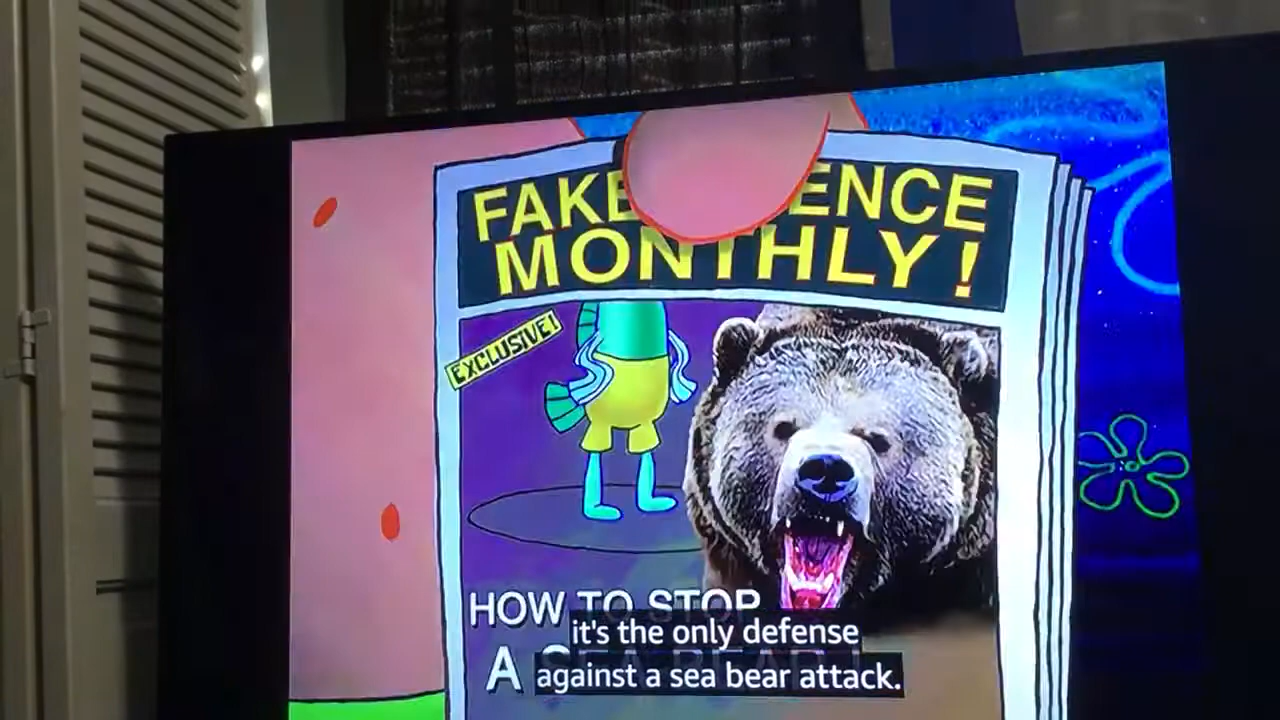 FAKE ENCE
MONTHLY!
EXCLUSIVE!
HOW TO STOP
A
it's the only defense
against a sea bear attack.